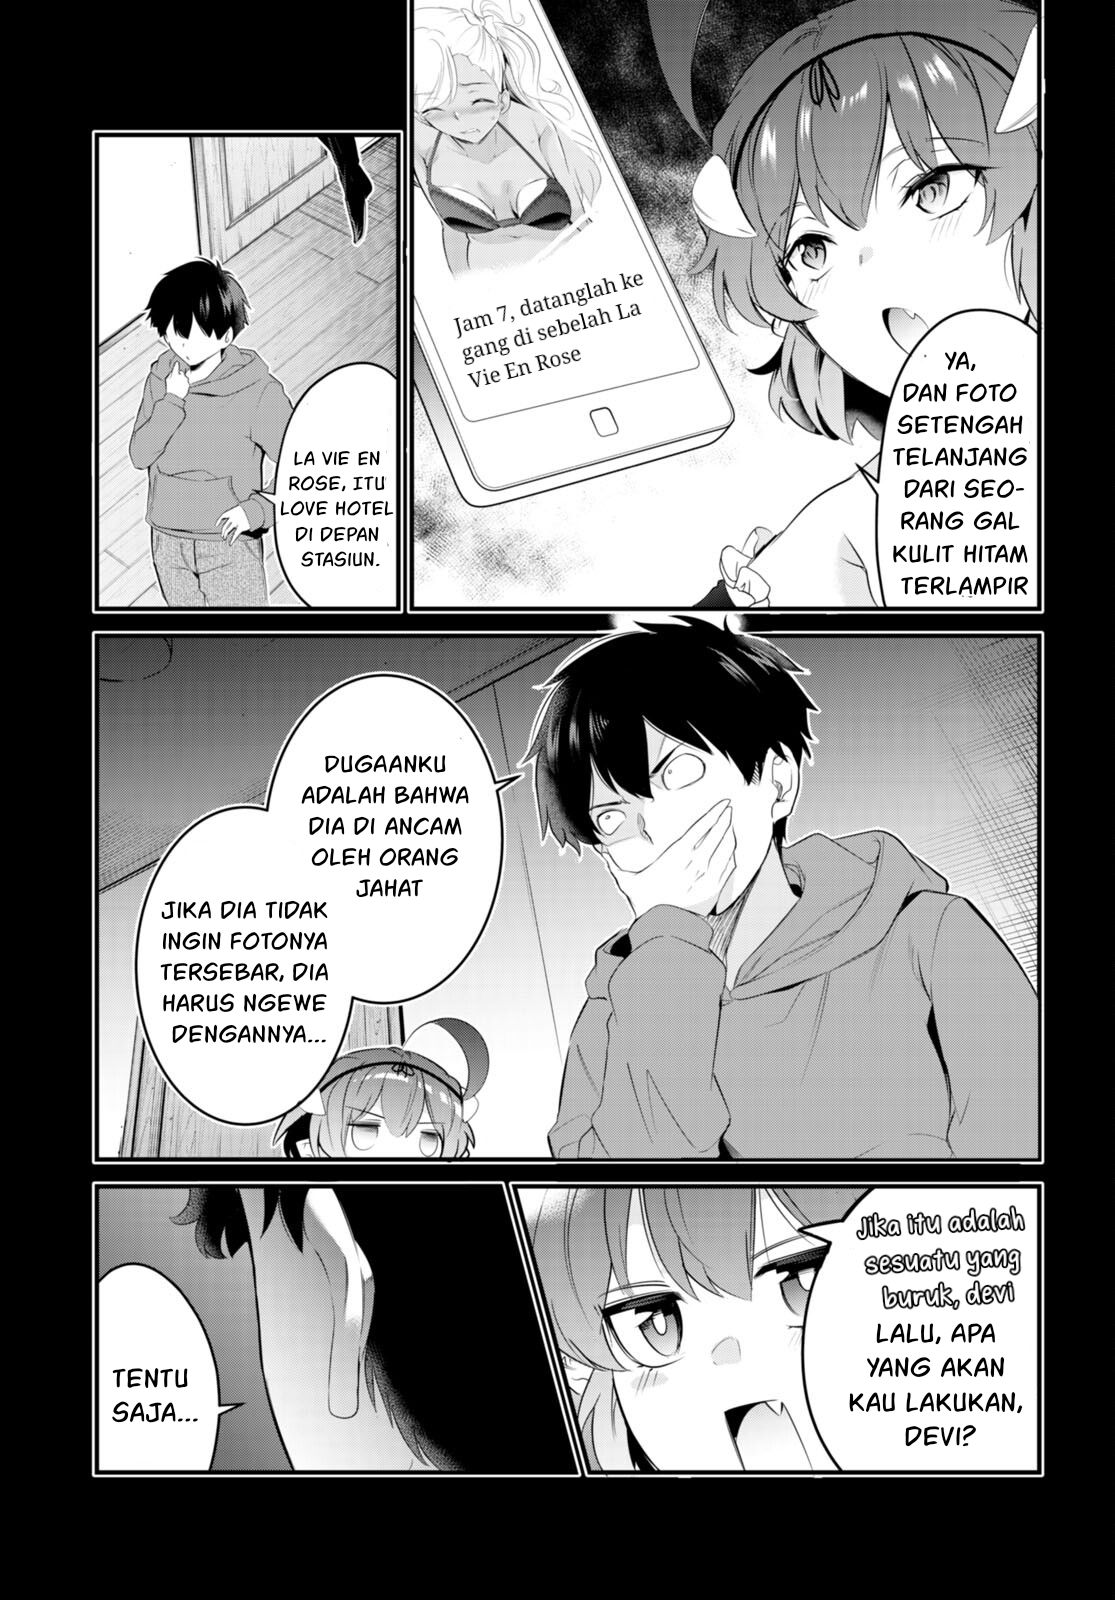 YA,
DAN FOTO
SETENGAH
TELANJANG
DARI SEO-
RANG GAL
KULIT HITAM
TERLAMPIR
Jam 7, datanglah ke
gang di sebelah La
Vie En Rose
LA VIE EN
ROSE, ITU
LOVE HOTEL
DI DEPAN
STASIUN.
DUGAANKU
ADALAH BAHWA
DIA DI ANCAM
OLEH ORANG
JAHAT
JIKA DIA TIDAK
INGIN FOTONYA
TERSEBAR, DIA
HARUS NGEWE
DENGANNYA...
Jika itu adalah
sesuatu yang
buruk, devi
LALU, APA
YANG AKAN
KAU LAKUKAN,
DEVI?
TENTU
SAJA...